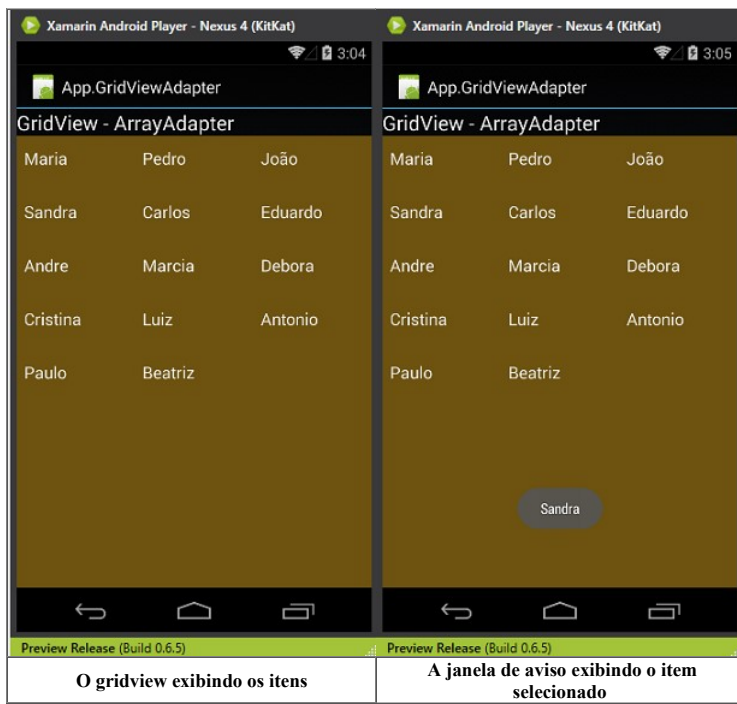 Xamarin Android Player - Nexus 4 (KitKat)
3:04
App.GridViewAdapter
GridView - ArrayAdapter
Maria Pedro João
Sandra Carlos Eduardo
Andre Marcia Debora
Cristina Luiz Antonio
Paulo Beatriz
Preview Release (Build 0.6.5)
O gridview exibindo os itens
Xamarin Android Player - Nexus 4 (KitKat)
3:05
App.GridViewAdapter
GridView - ArrayAdapter
Maria Pedro João
Sandra Carlos Eduardo
Andre Marcia Debora
Cristina Luiz Antonio
Paulo Beatriz
Sandra
Preview Release (Build 0.6.5)
A janela de aviso exibindo o item
selecionado